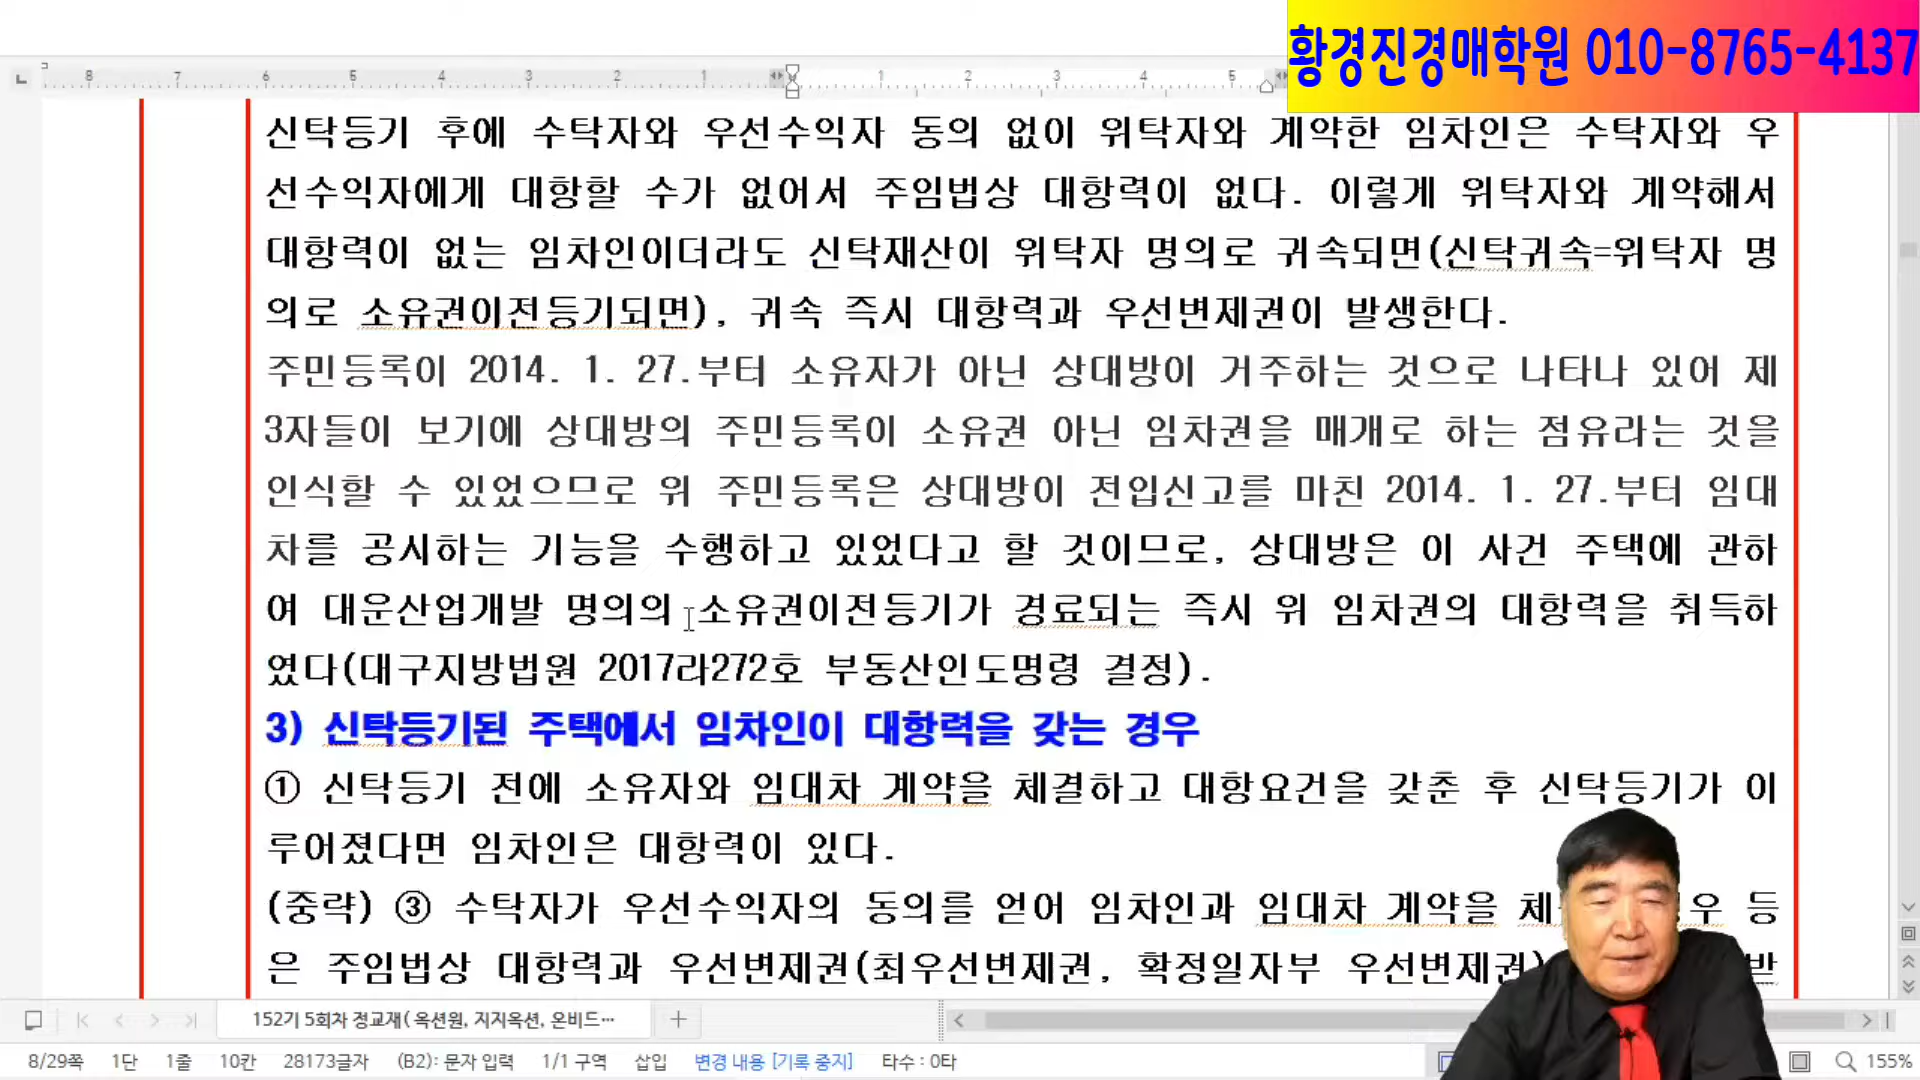 황경진경매학원 010-8765-4137
8 7 6 5 4 3 2 1 1 2 3 4 5
신탁등기 후에 수탁자와 우선수익자 동의 없이 위탁자와 계약한 임차인은 수탁자와 우
선수익자에게 대항할 수가 없어서 주임법상 대항력이 없다. 이렇게 위탁자와 계약해서
대항력이 없는 임차인이더라도 신탁재산이 위탁자 명의로 귀속되면(신탁귀속=위탁자 명
의로 소유권이전등기되면), 귀속 즉시 대항력과 우선변제권이 발생한다.
주민등록이 2014. 1. 27.부터 소유자가 아닌 상대방이 거주하는 것으로 나타나 있어 제
3자들이 보기에 상대방의 주민등록이 소유권 아닌 임차권을 매개로 하는 점유라는 것을
인식할 수 있었으므로 위 주민등록은 상대방이 전입신고를 마친 2014. 1. 27.부터 임대
차를 공시하는 기능을 수행하고 있었다고 할 것이므로, 상대방은 이 사건 주택에 관하
여 대운산업개발 명의의 소유권이전등기가 경료되는 즉시 위 임차권의 대항력을 취득하
였다(대구지방법원 2017라272호 부동산인도명령 결정).
3) 신탁등기된 주택에서 임차인이 대항력을 갖는 경우
① 신탁등기 전에 소유자와 임대차 계약을 체결하고 대항요건을 갖춘 후 신탁등기가 이
루어졌다면 임차인은 대항력이 있다.
(중략) ③ 수탁자가 우선수익자의 동의를 얻어 임차인과 임대차 계약을 체 우 등
은 주임법상 대항력과 우선변제권(최우선변제권, 확정일자부 우선변제권) 받
152기 5회차 정교재( 옥션원, 지지옥션, 온비드···
8/29쪽 1단 1줄 10칸 28173글자 (B2): 문자 입력 1/1 구역 삽입 변경 내용 [기록 중지] 타수 : 0타 155%